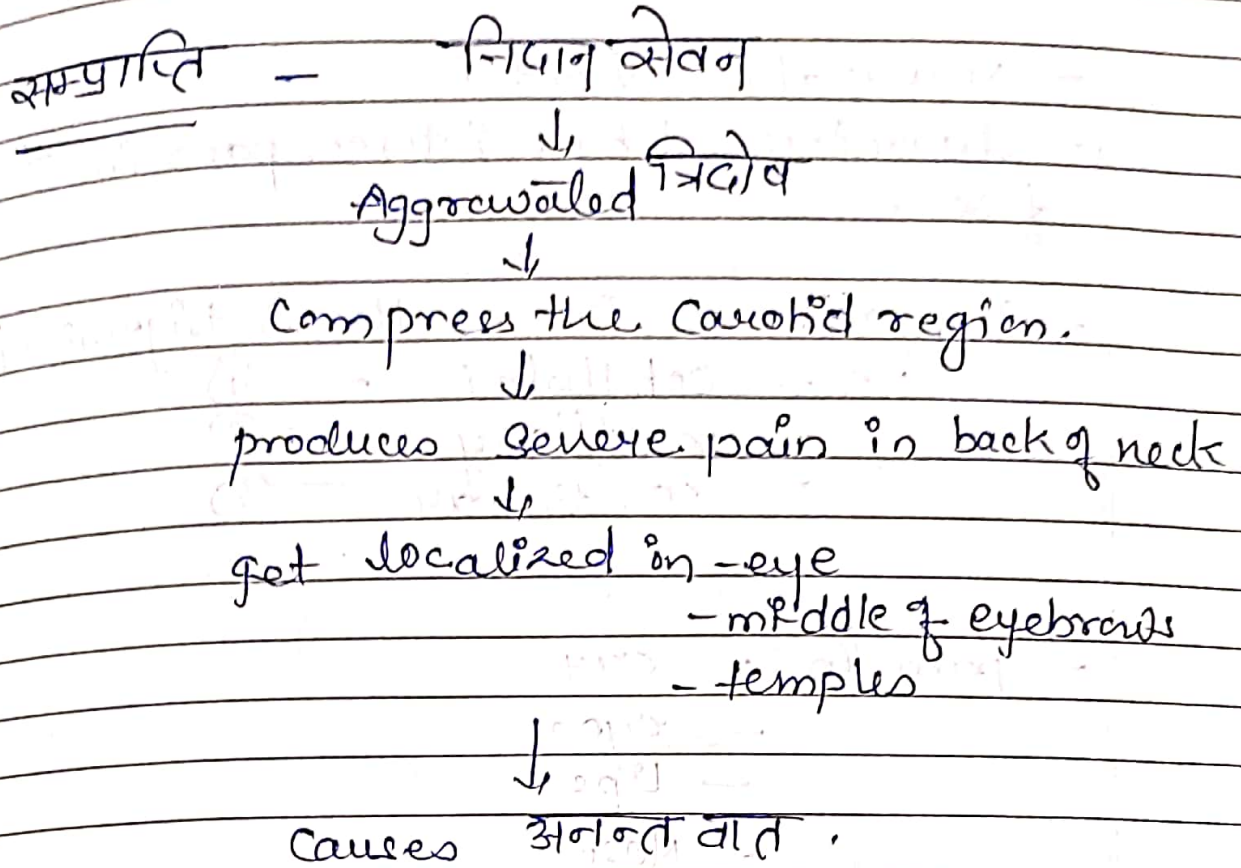 सम्प्राप्ति - निदान सेवन
↓
Aggrawated त्रिदोष
↓
Compress the Carotid region.
↓
produces severe pain in back of neck
↓
get localized in - eye
- middle of eyebrows
- temples
↓
Causes अनन्त वात.